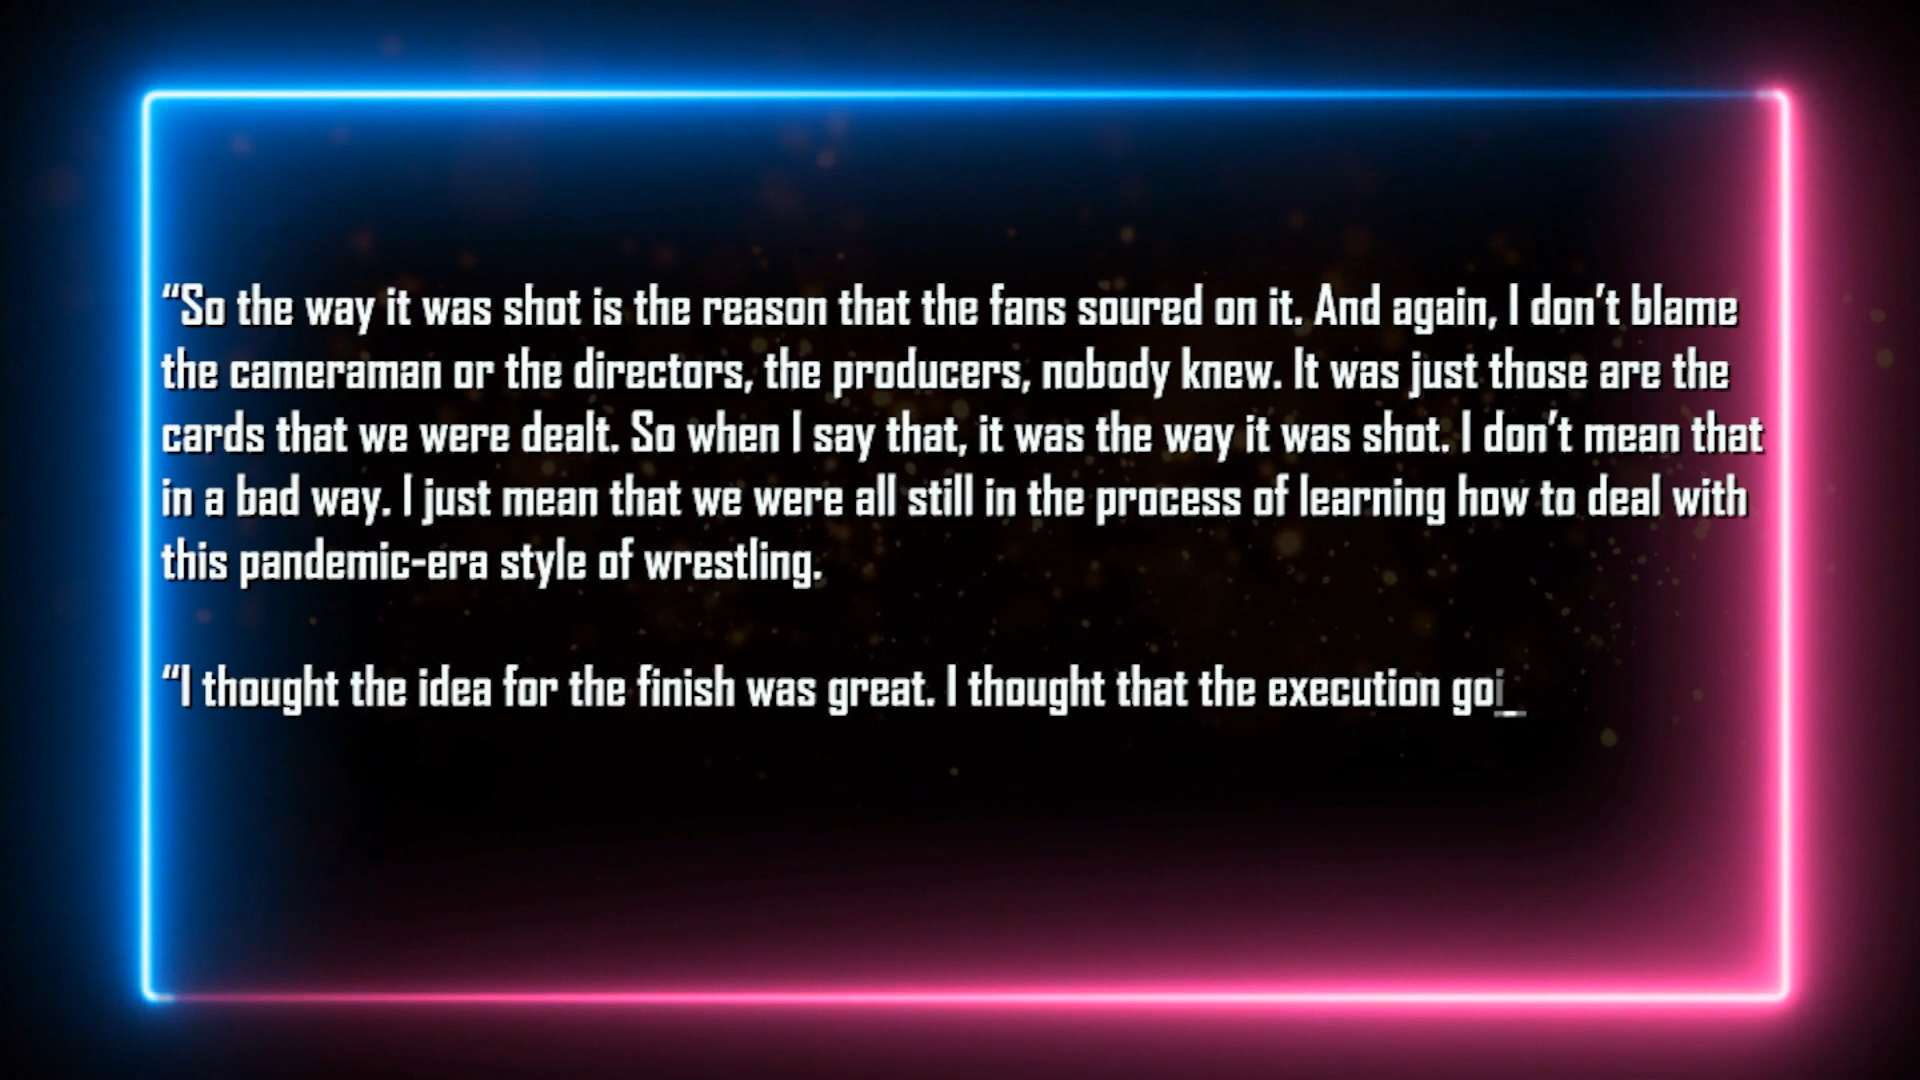 “So the way it was shot is the reason that the fans soured on it. And again, I don’t blame
the cameraman or the directors, the producers, nobody knew. It was just those are the
cards that we were dealt. So when I say that, it was the way it was shot. I don’t mean that
in a bad way. I just mean that we were all still in the process of learning how to deal with
this pandemic-era style of wrestling.
“I thought the idea for the finish was great. I thought that the execution goi_